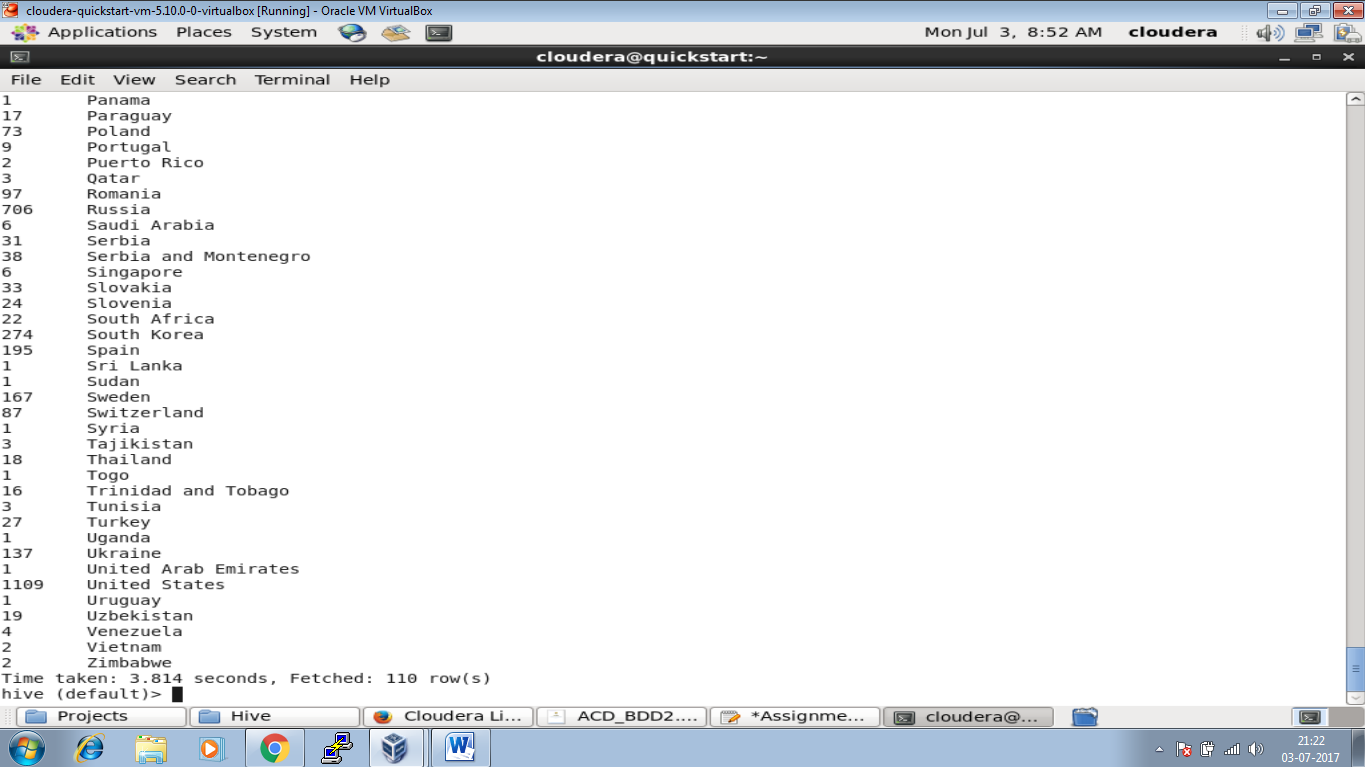 cloudera-quickstart-vm-5.10.0-0-virtualbox [Running] - Oracle VM VirtualBox
Applications Places System Mon Jul 3, 8:52 AM cloudera
cloudera@quickstart:~
File Edit View Search Terminal Help
1 Panama
17 Paraguay
73 Poland
9 Portugal
2 Puerto Rico
3 Qatar
97 Romania
706 Russia
6 Saudi Arabia
31 Serbia
38 Serbia and Montenegro
6 Singapore
33 Slovakia
24 Slovenia
22 South Africa
274 South Korea
195 Spain
1 Sri Lanka
1 Sudan
167 Sweden
87 Switzerland
1 Syria
3 Tajikistan
18 Thailand
1 Togo
16 Trinidad and Tobago
3 Tunisia
27 Turkey
1 Uganda
137 Ukraine
1 United Arab Emirates
1109 United States
1 Uruguay
19 Uzbekistan
4 Venezuela
2 Vietnam
2 Zimbabwe
Time taken: 3.814 seconds, Fetched: 110 row(s)
hive (default)>
Projects Hive Cloudera Li... ACD_BDD2.... *Assignme... cloudera@...
21:22
03-07-2017